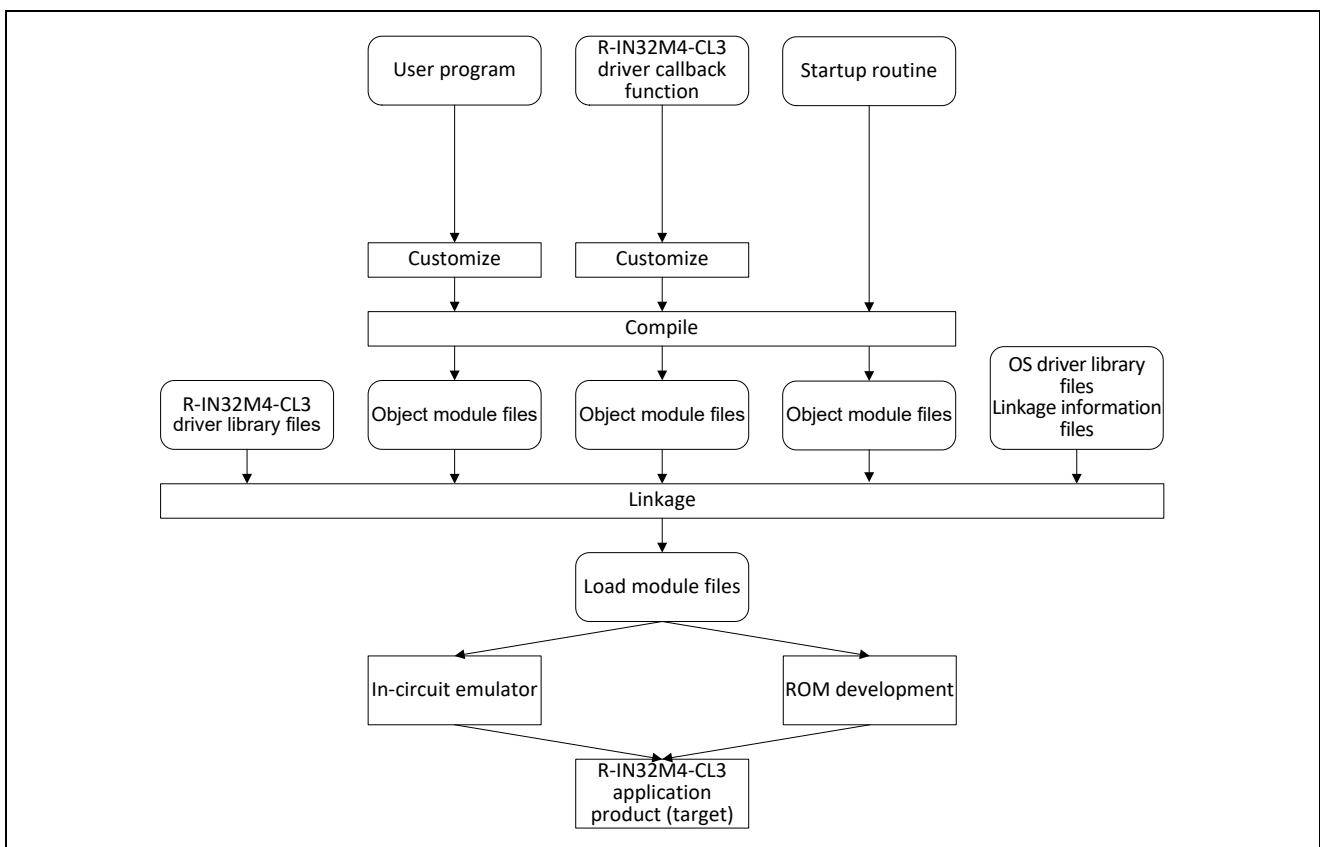 User program
R-IN32M4-CL3
driver callback
function
Startup routine
Customize
Customize
Compile
R-IN32M4-CL3
driver library files
Object module files
Object module files
Object module files
OS driver library
files
Linkage information
files
Linkage
Load module files
In-circuit emulator
ROM development
R-IN32M4-CL3
application
product (target)